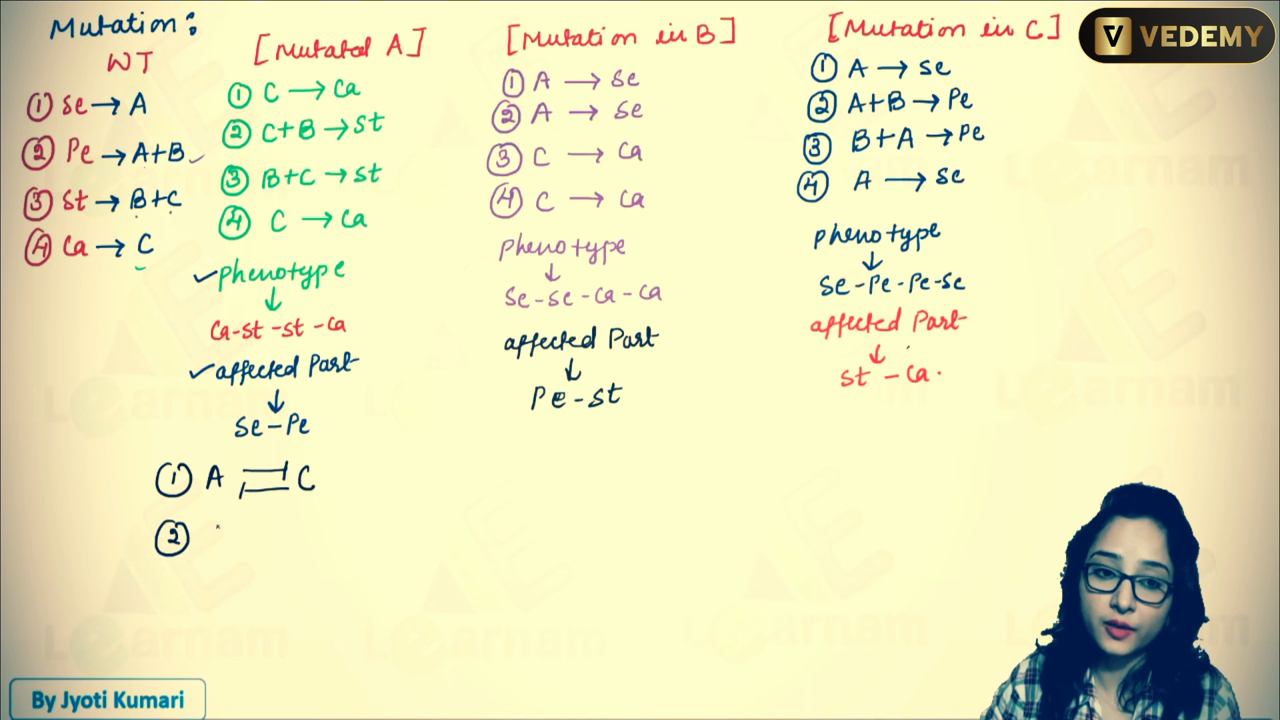 Mutation:
WT
① Se → A
② Pe → A+B
③ St → B+C
④ Ca → C
[Mutated A]
① C → Ca
② C+B → St
③ B+C → St
④ C → Ca
✓Phenotype
↓
Ca-St-St-Ca
✓affected Part
↓
Se-Pe
① A C
②
[Mutation in B]
① A → Se
② A → Se
③ C → Ca
④ C → Ca
Phenotype
↓
Se-Se-Ca-Ca
affected Part
↓
Pe-St
[Mutation in C]
① A → Se
② A+B → Pe
③ B+A → Pe
④ A → Se
Phenotype
↓
Se-Pe-Pe-Se
affected Part
↓
St-Ca.
V VEDEMY
Learnam
By Jyoti Kumari